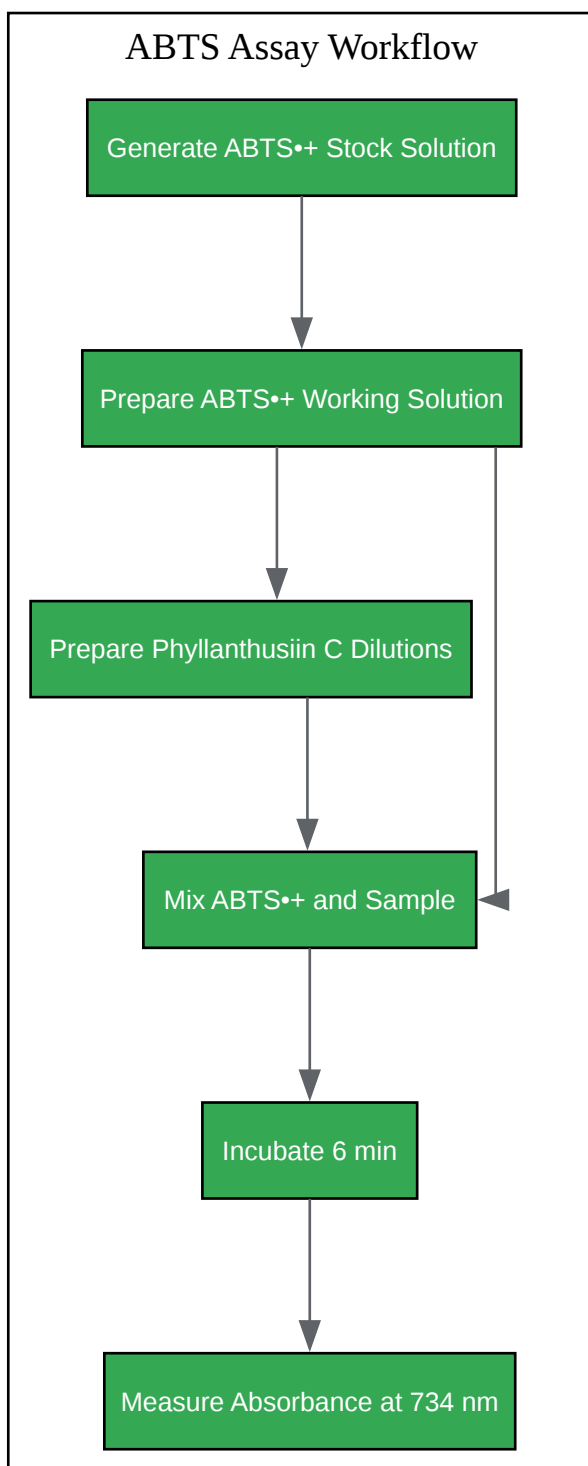 ABTS Assay Workflow
Generate ABTS•+ Stock Solution
Prepare ABTS•+ Working Solution
Prepare Phyllanthusiin C Dilutions
Mix ABTS•+ and Sample
Incubate 6 min
Measure Absorbance at 734 nm